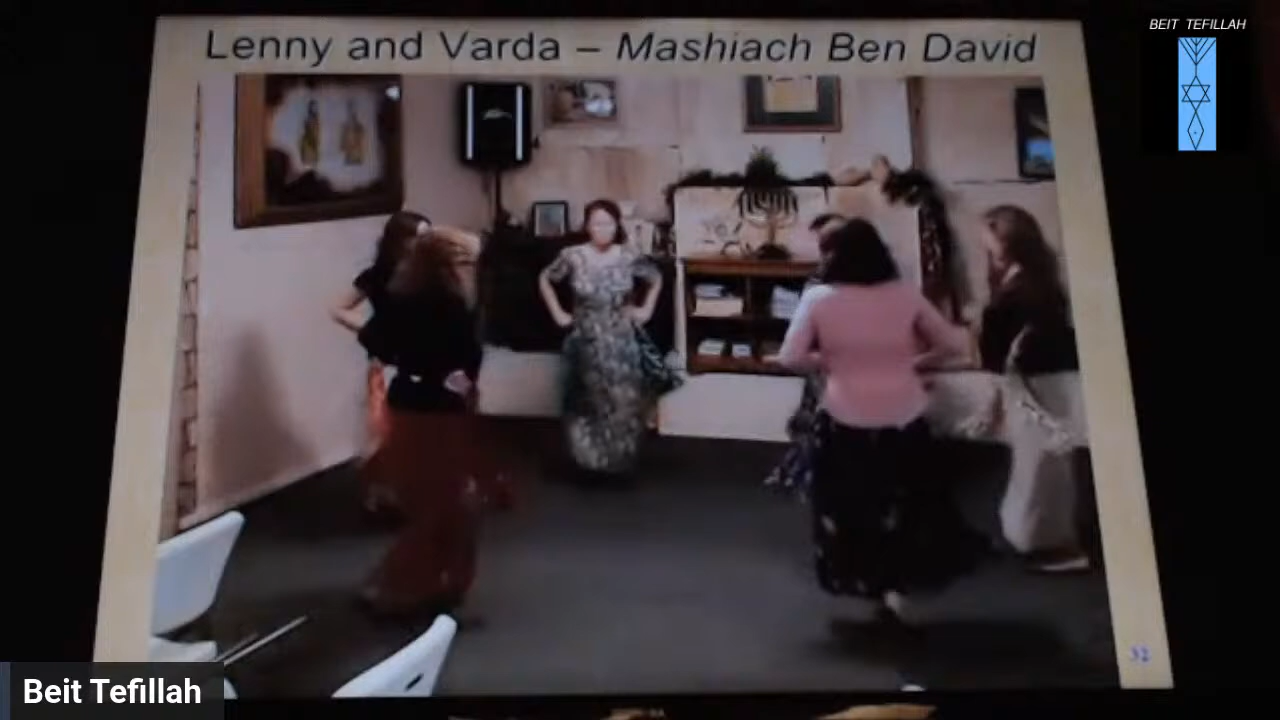 Lenny and Varda – Mashiach Ben David
BEIT TEFILLAH
32
Beit Tefillah